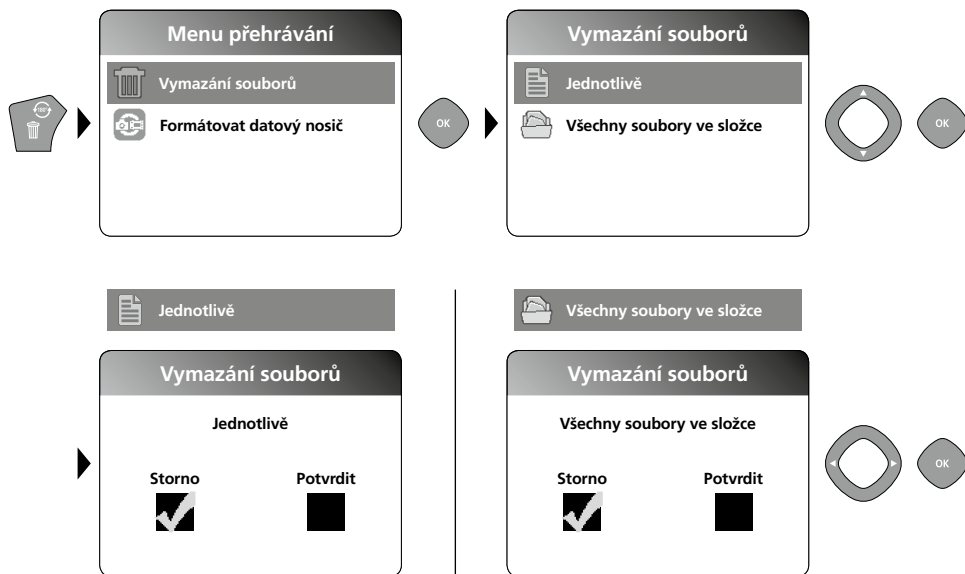 Menu přehrávání
Vymazání souborů
Formátovat datový nosič
180°
OK
Vymazání souborů
Jednotlivě
Všechny soubory ve složce
OK
Jednotlivě
Vymazání souborů
Jednotlivě
Storno
Potvrdit
Všechny soubory ve složce
Vymazání souborů
Všechny soubory ve složce
Storno
Potvrdit
OK